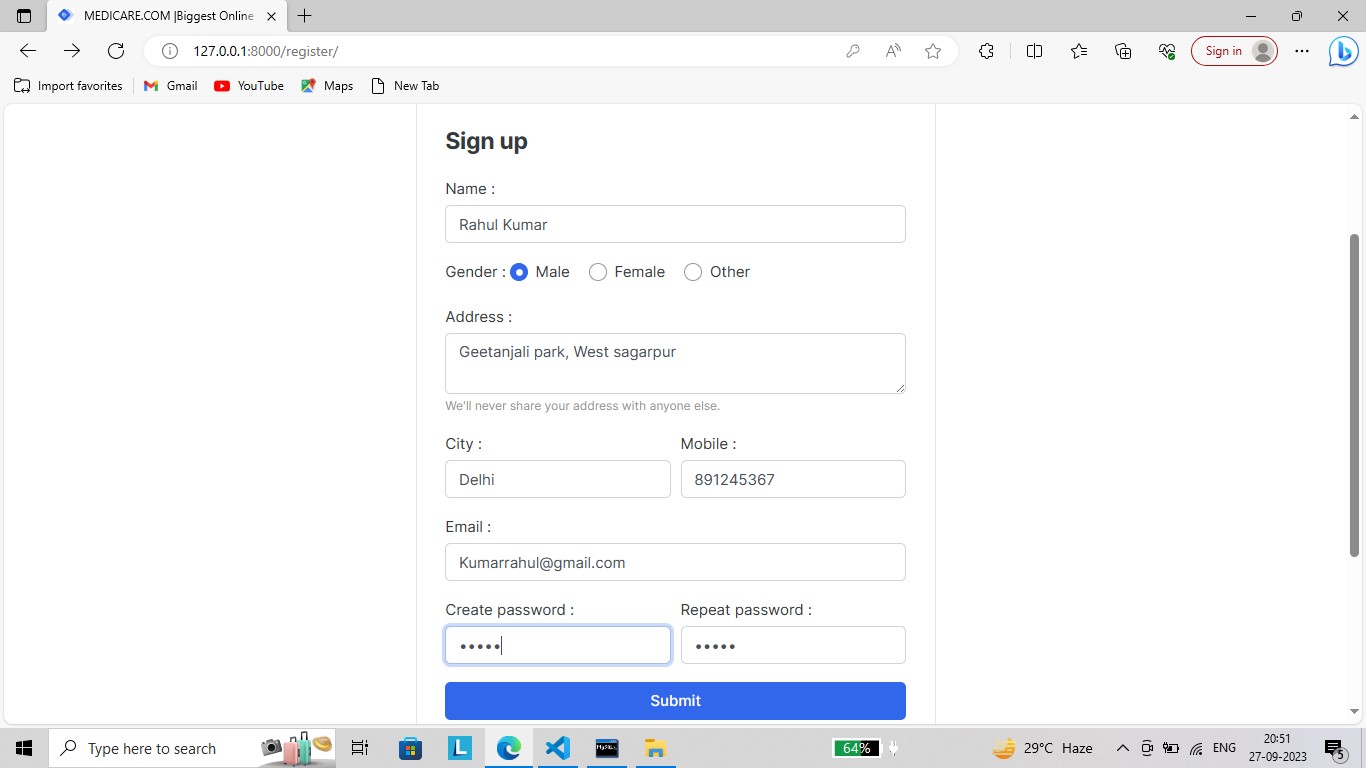 MEDICARE.COM |Biggest Online
127.0.0.1:8000/register/
Sign in
Import favorites
Gmail
YouTube
Maps
New Tab
Sign up
Name :
Rahul Kumar
Gender : Male Female Other
Address :
Geetanjali park, West sagarpur
We'll never share your address with anyone else.
City : Mobile :
Delhi 891245367
Email :
Kumarrahul@gmail.com
Create password : Repeat password :
••••• •••••
Submit
Type here to search
L
MySQL
64%
29°C Haze
ENG
20:51
27-09-2023
5